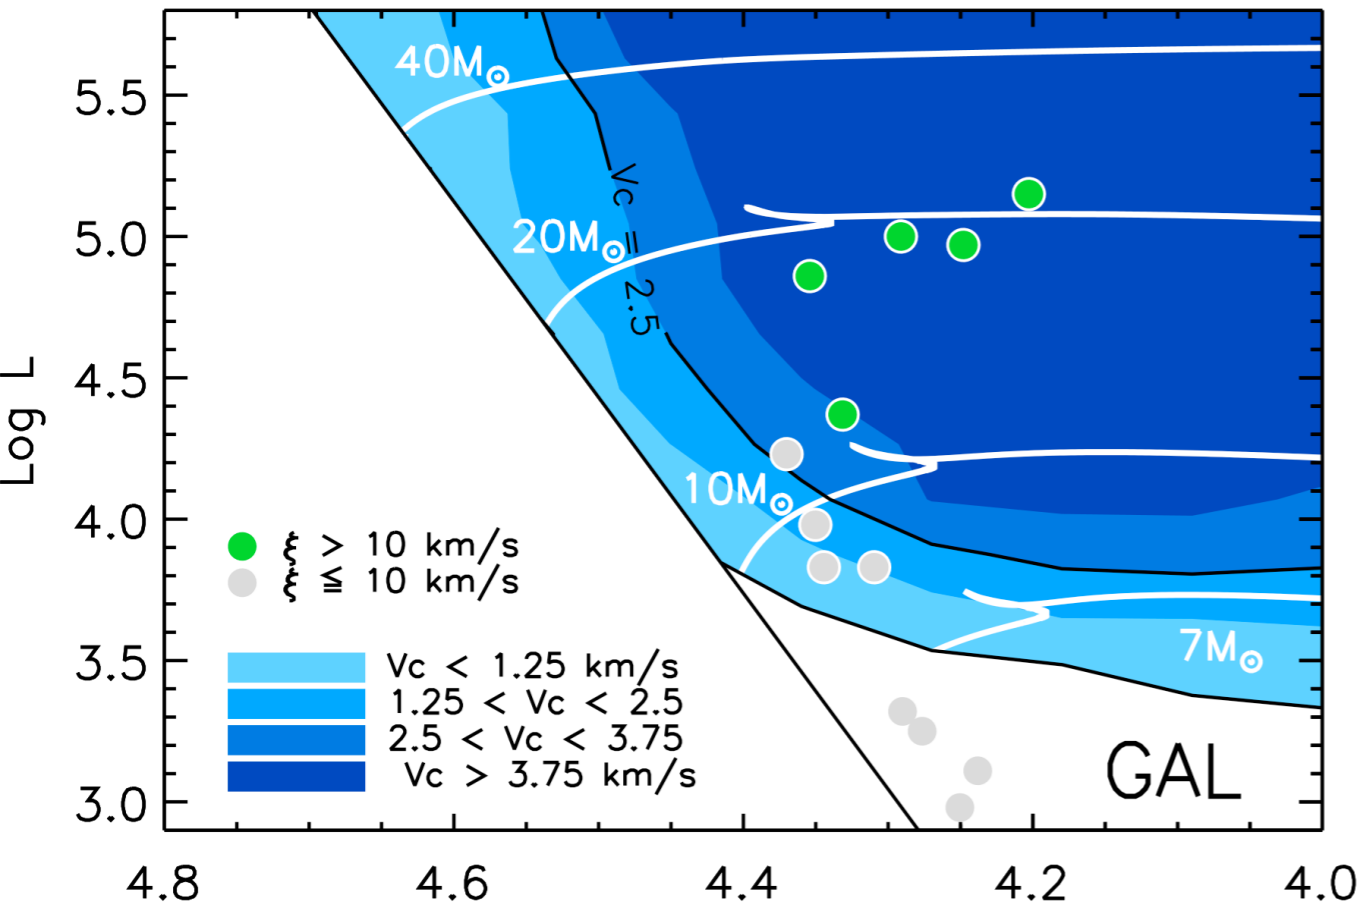 40M⊙
5.5
Vc = 2.5
5.0
20M⊙
Log L
4.5
10M⊙
4.0
ξ > 10 km/s
ξ ≦ 10 km/s
3.5
7M⊙
Vc < 1.25 km/s
1.25 < Vc < 2.5
2.5 < Vc < 3.75
Vc > 3.75 km/s
GAL
3.0
4.8 4.6 4.4 4.2 4.0